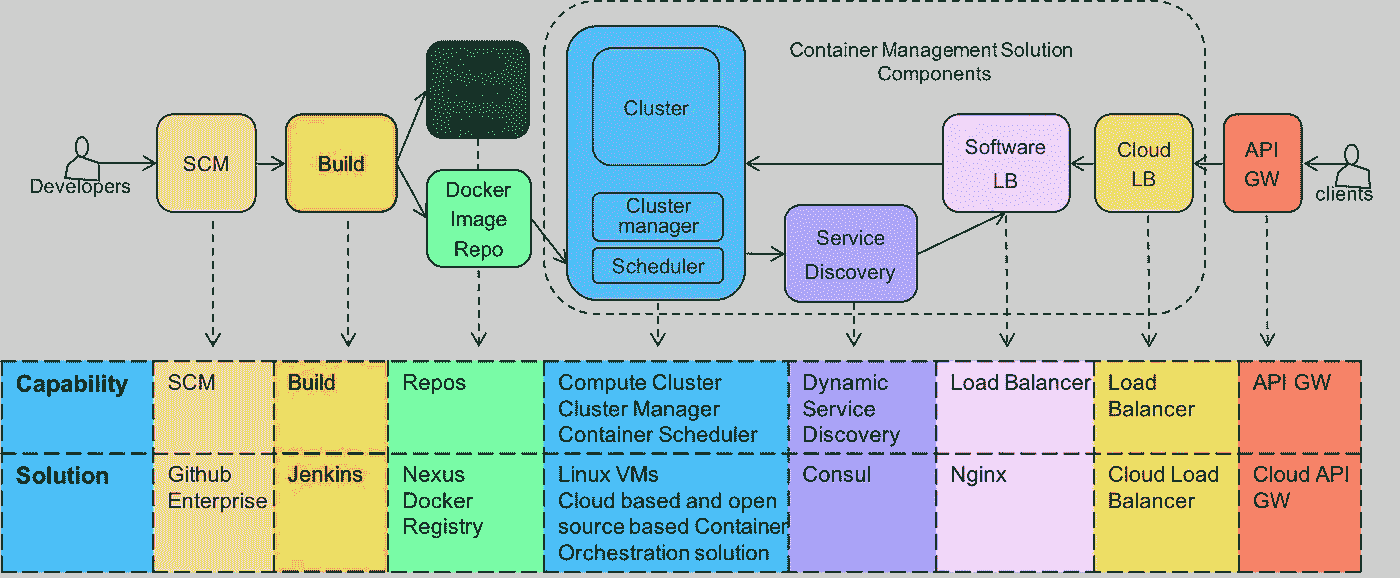 Container Management Solution
Components
Cluster
Cluster
manager
Scheduler
Developers
SCM
Build
Docker
Image
Repo
Service
Discovery
Software
LB
Cloud
LB
API
GW
clients
Capability
SCM
Build
Repos
Compute Cluster
Cluster Manager
Container Scheduler
Dynamic
Service
Discovery
Load Balancer
Load
Balancer
API GW
Solution
Github
Enterprise
Jenkins
Nexus
Docker
Registry
Linux VMs
Cloud based and open
source based Container
Orchestration solution
Consul
Nginx
Cloud Load
Balancer
Cloud API
GW